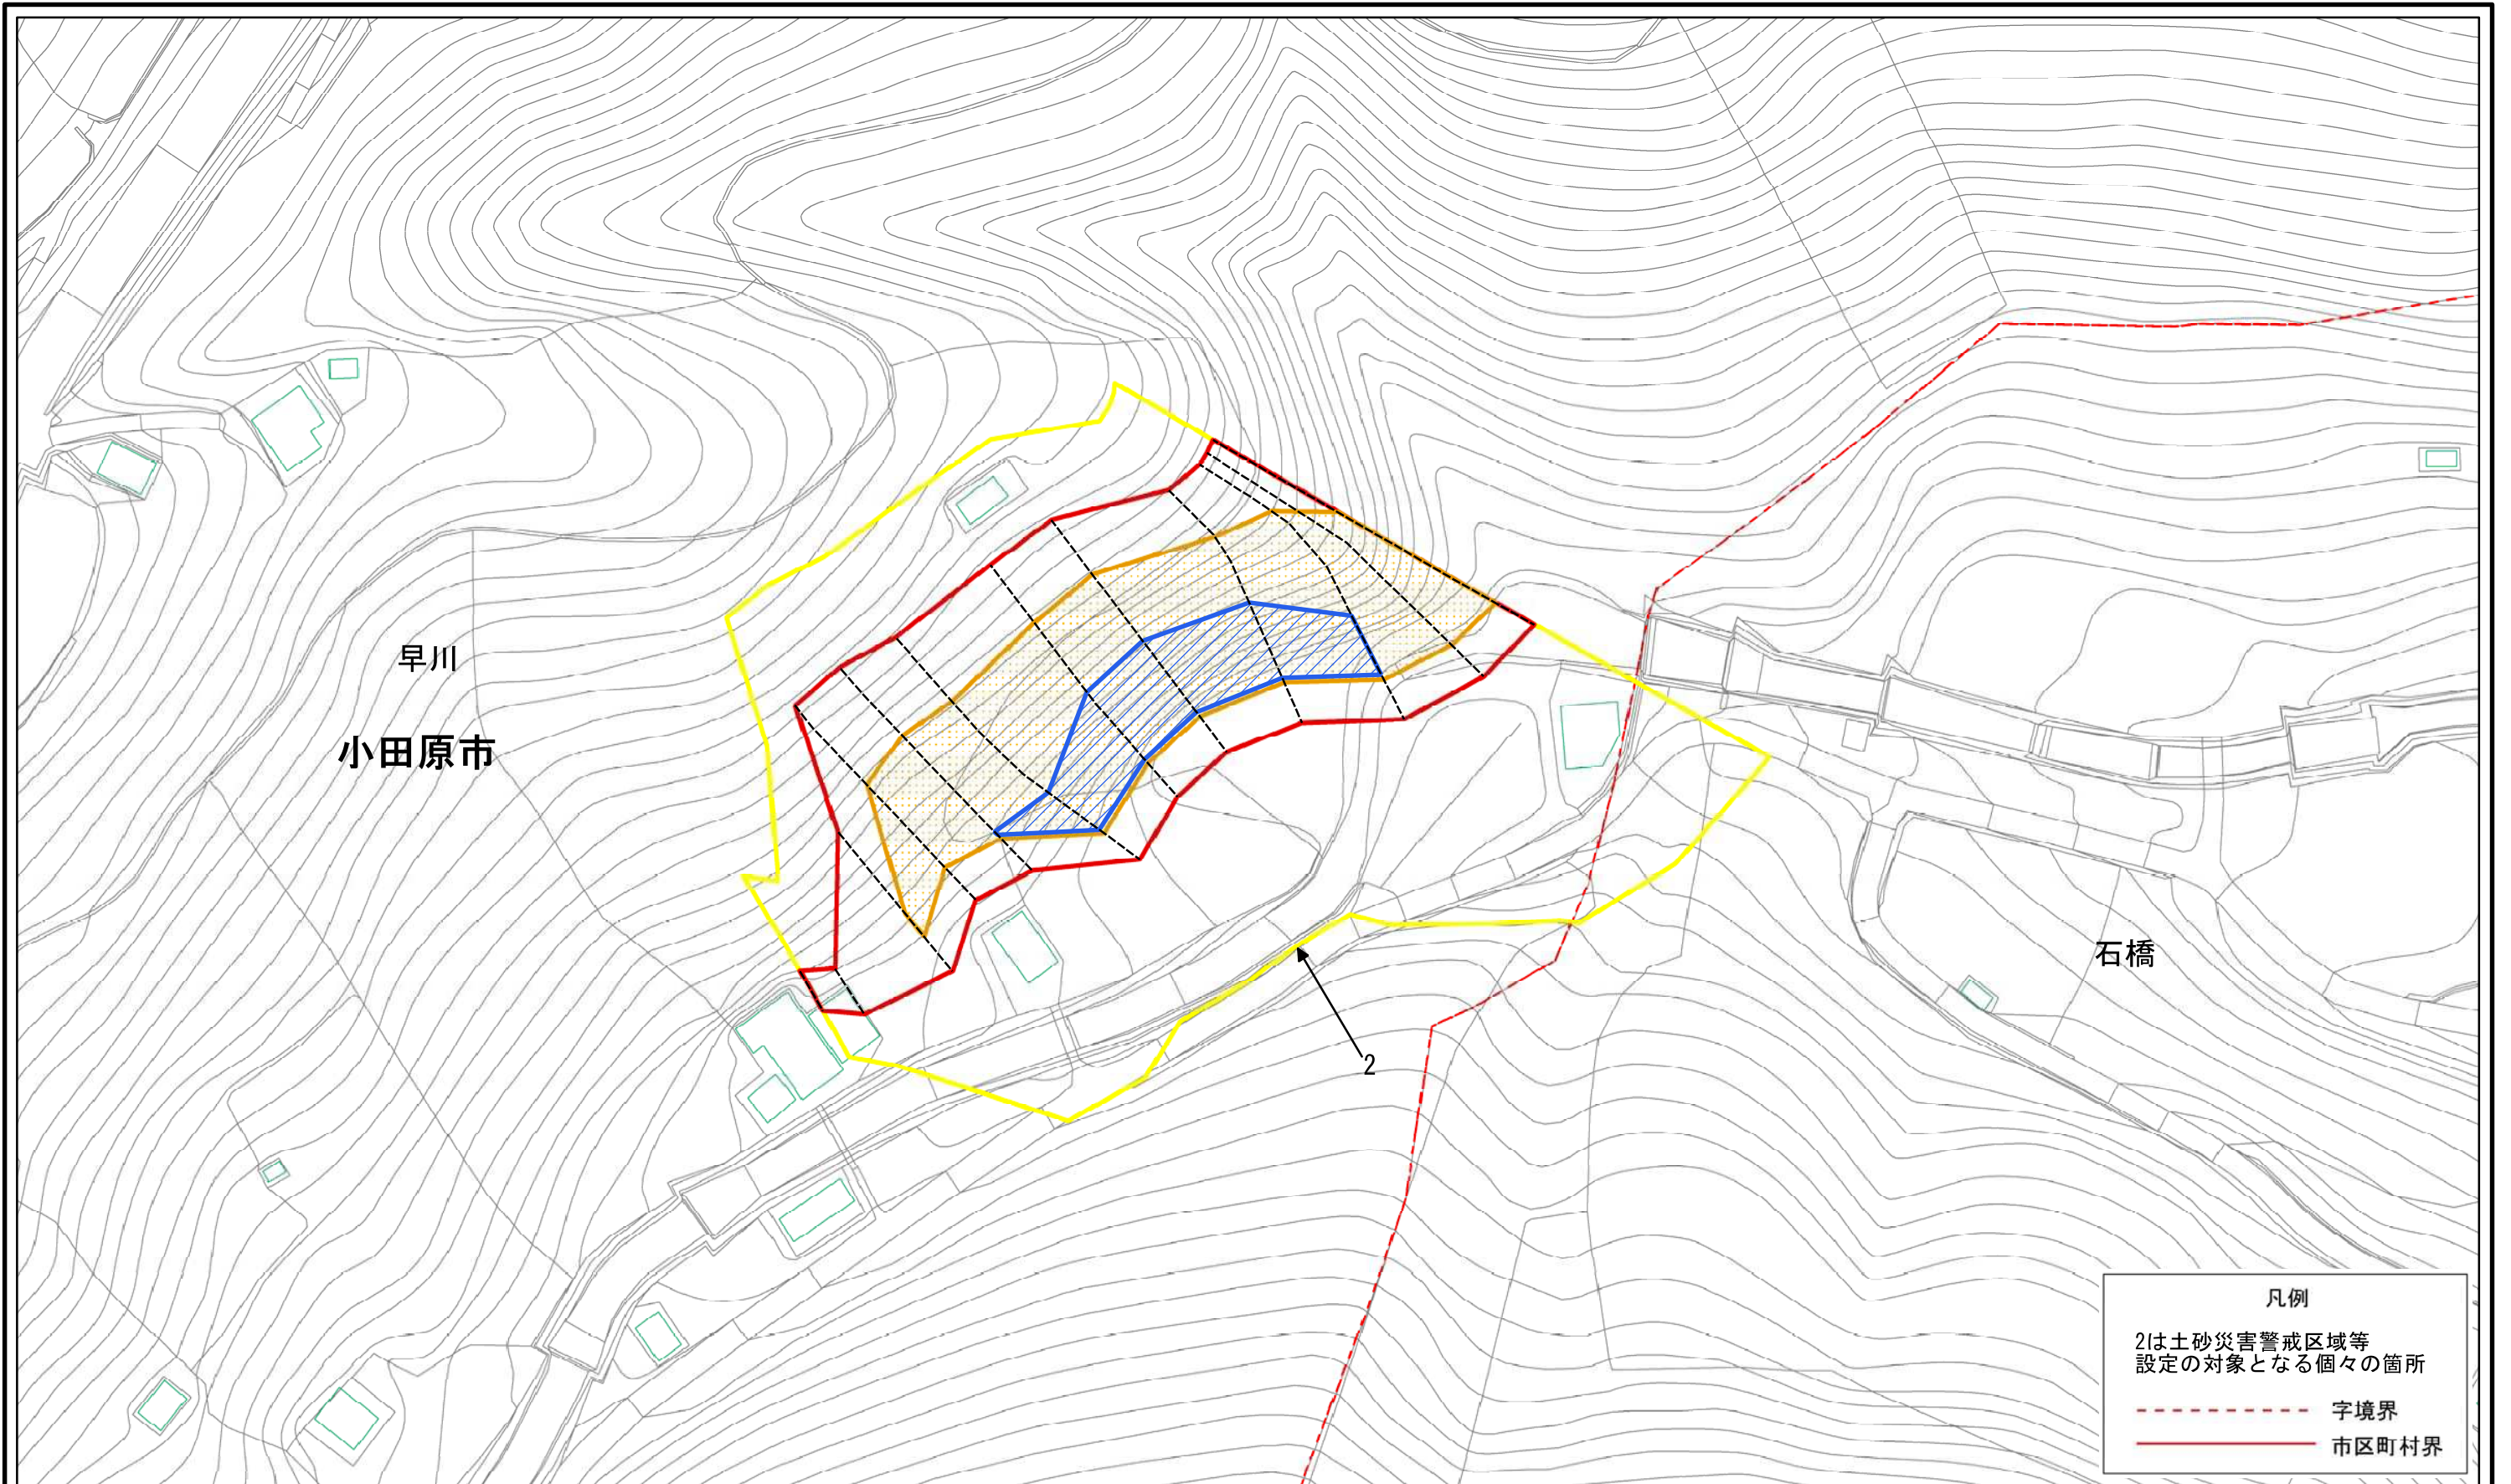 早川
小田原市
石橋
2
凡例
2は土砂災害警戒区域等
設定の対象となる個々の箇所
字境界
市区町村界